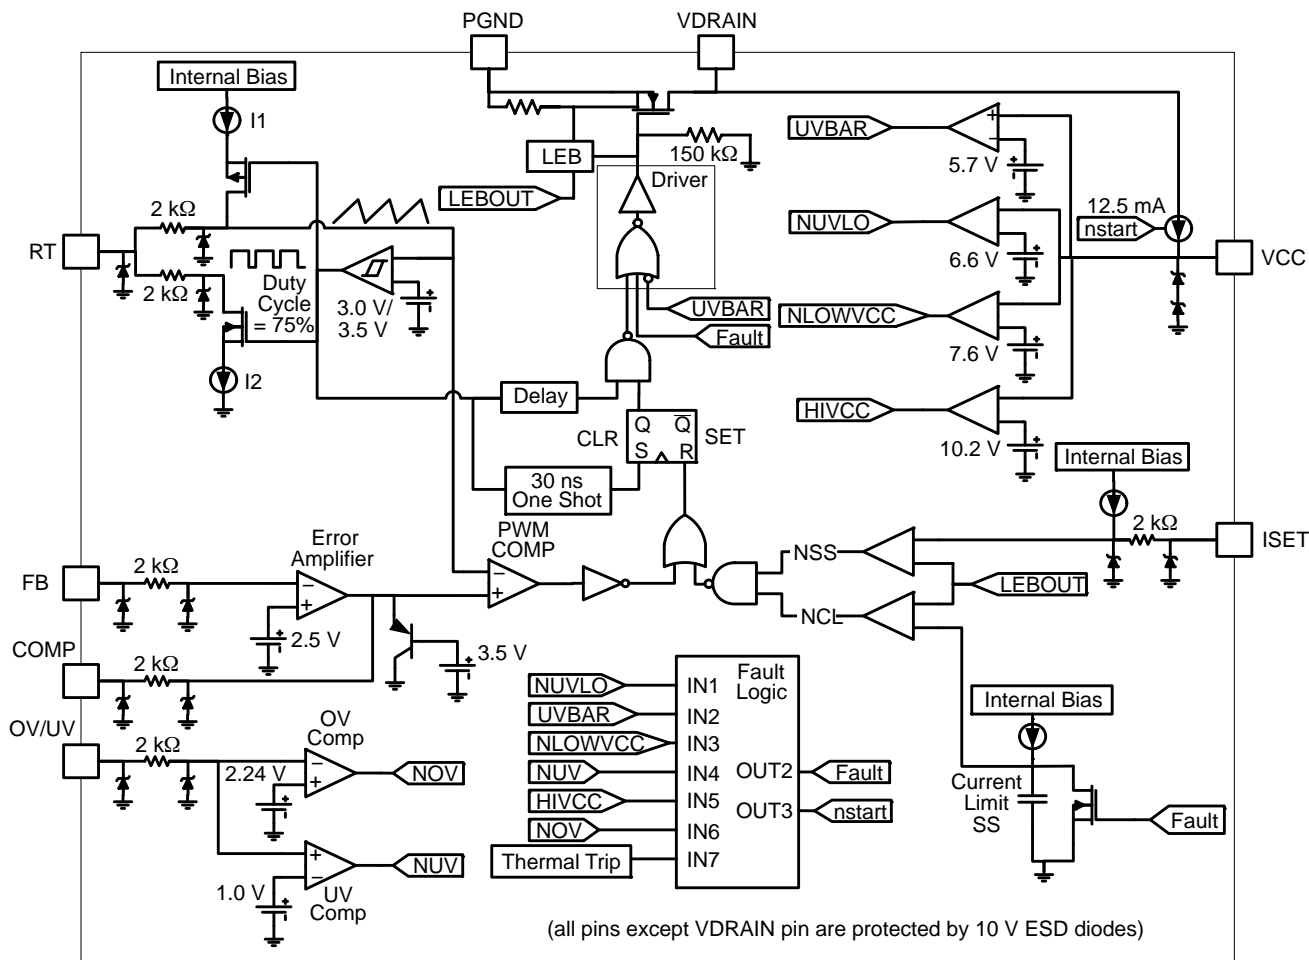 PGND
VDRAIN
Internal Bias
I1
LEB
150 kΩ
LEBOUT
Driver
UVBAR
5.7 V
NUVLO
6.6 V
12.5 mA
nstart
VCC
NLOWVCC
7.6 V
HIVCC
10.2 V
RT
2 kΩ
2 kΩ
Duty
Cycle
= 75%
3.0 V/
3.5 V
I2
UVBAR
Fault
Delay
CLR
Q
Q̅
S
R
SET
30 ns
One Shot
Internal Bias
2 kΩ
ISET
PWM
COMP
NSS
NCL
LEBOUT
Error
Amplifier
FB
2 kΩ
−
+
2.5 V
3.5 V
COMP
2 kΩ
OV/UV
2 kΩ
OV
Comp
2.24 V
NOV
1.0 V
NUV
UV
Comp
Fault
Logic
NUVLO
IN1
UVBAR
IN2
NLOWVCC
IN3
NUV
IN4
HIVCC
IN5
NOV
IN6
Thermal Trip
IN7
OUT2
Fault
OUT3
nstart
Internal Bias
Current
Limit
SS
Fault
(all pins except VDRAIN pin are protected by 10 V ESD diodes)